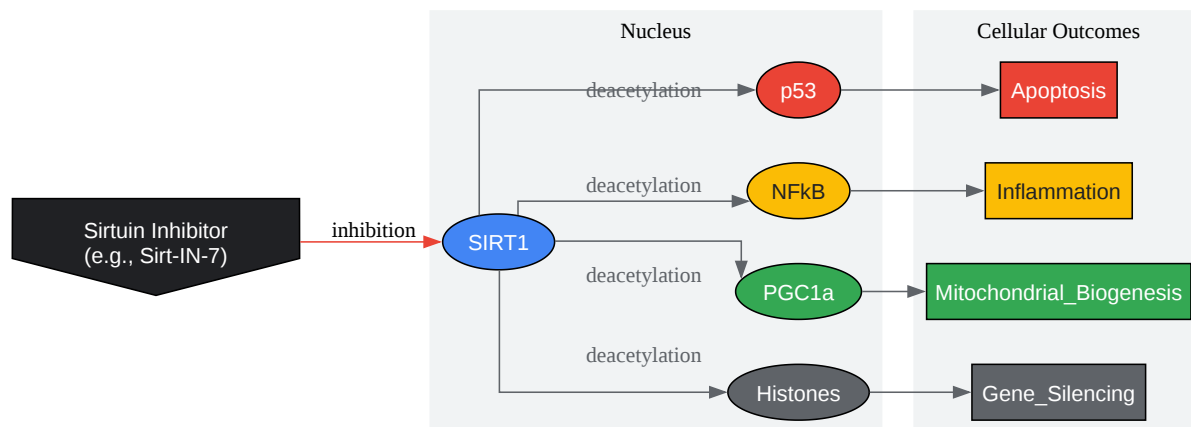 Nucleus
Cellular Outcomes
deacetylation
p53
Apoptosis
deacetylation
NFkB
Inflammation
Sirtuin Inhibitor
(e.g., Sirt-IN-7)
inhibition
SIRT1
deacetylation
PGC1a
Mitochondrial_Biogenesis
deacetylation
Histones
Gene_Silencing